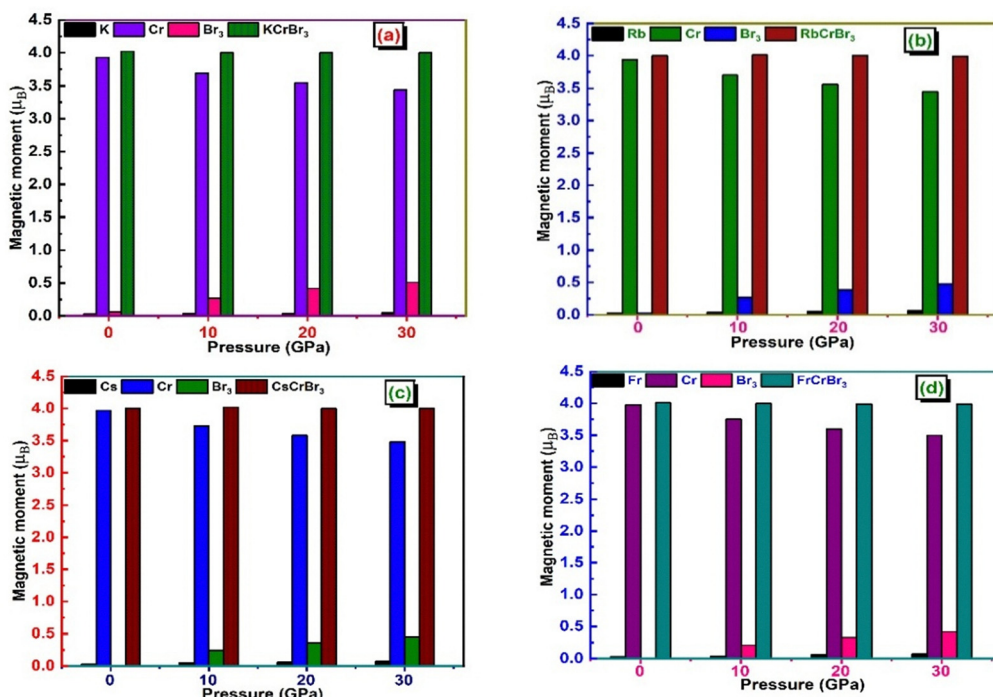 K Cr Br₃ KCrBr₃
(a)
4.5
4.0
3.5
3.0
2.5
2.0
1.5
1.0
0.5
0.0
Magnetic moment (μB)
0 10 20 30
Pressure (GPa)
Rb Cr Br₃ RbCrBr₃
(b)
4.5
4.0
3.5
3.0
2.5
2.0
1.5
1.0
0.5
0.0
Magnetic moment (μB)
0 10 20 30
Pressure (GPa)
Cs Cr Br₃ CsCrBr₃
(c)
4.5
4.0
3.5
3.0
2.5
2.0
1.5
1.0
0.5
0.0
Magnetic moment (μB)
0 10 20 30
Pressure (GPa)
Fr Cr Br₃ FrCrBr₃
(d)
4.5
4.0
3.5
3.0
2.5
2.0
1.5
1.0
0.5
0.0
Magnetic moment (μB)
0 10 20 30
Pressure (GPa)